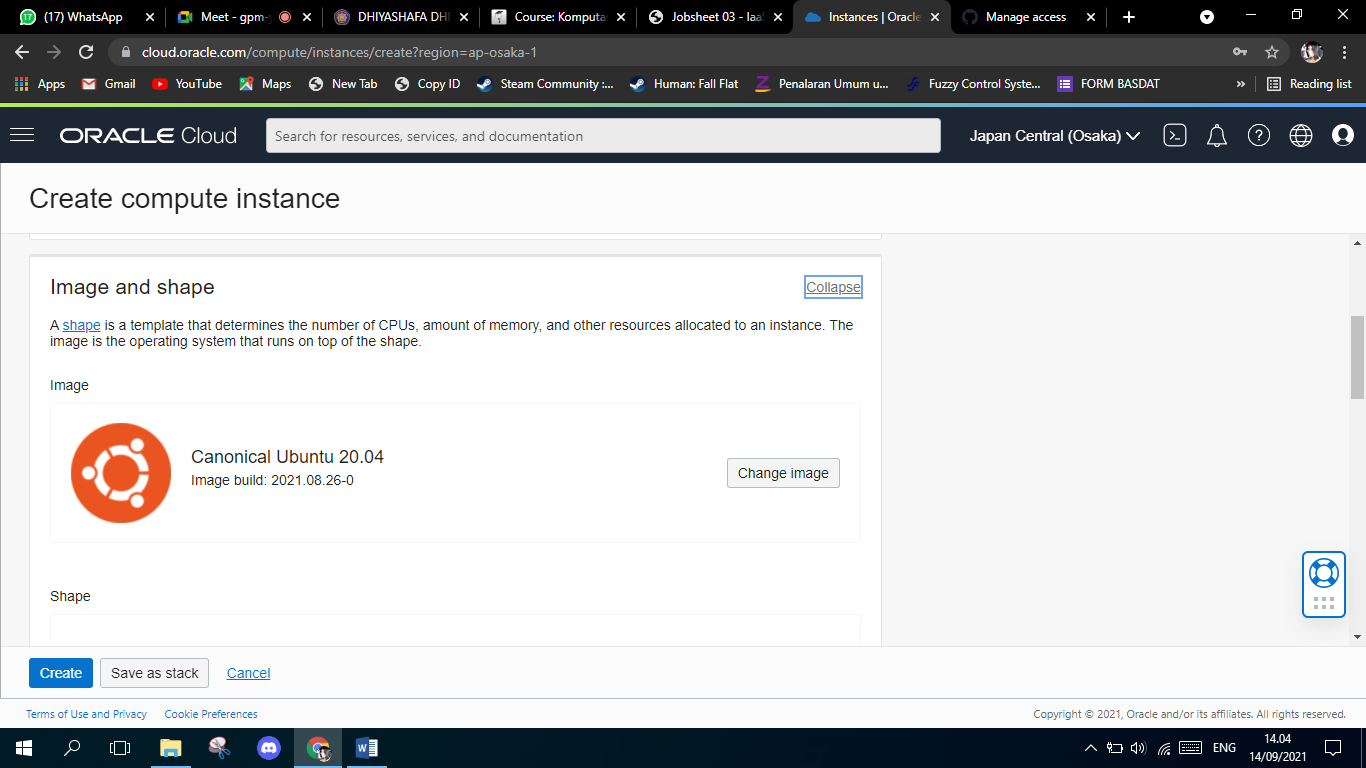 (17) WhatsApp
Meet - gpm-
DHIYASHAFA DHI
Course: Komputa
Jobsheet 03 - Iaa
Instances | Oracle
Manage access
cloud.oracle.com/compute/instances/create?region=ap-osaka-1
Apps
Gmail
YouTube
Maps
New Tab
Copy ID
Steam Community :...
Human: Fall Flat
Penalaran Umum u...
Fuzzy Control Syste...
FORM BASDAT
»
Reading list
ORACLE Cloud
Search for resources, services, and documentation
Japan Central (Osaka)
Create compute instance
Image and shape
Collapse
A shape is a template that determines the number of CPUs, amount of memory, and other resources allocated to an instance. The
image is the operating system that runs on top of the shape.
Image
Canonical Ubuntu 20.04
Image build: 2021.08.26-0
Change image
Shape
Create
Save as stack
Cancel
Terms of Use and Privacy
Cookie Preferences
Copyright © 2021, Oracle and/or its affiliates. All rights reserved.
ENG
14.04
14/09/2021